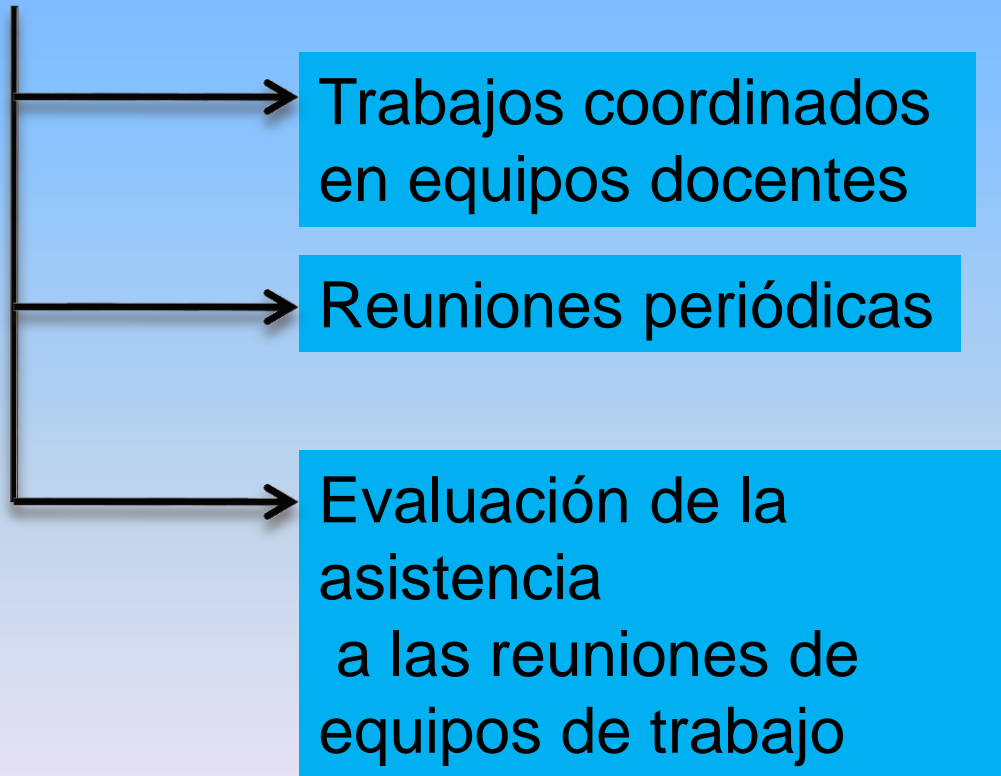 Trabajos coordinados
en equipos docentes
Reuniones periódicas
Evaluación de la
asistencia
a las reuniones de
equipos de trabajo